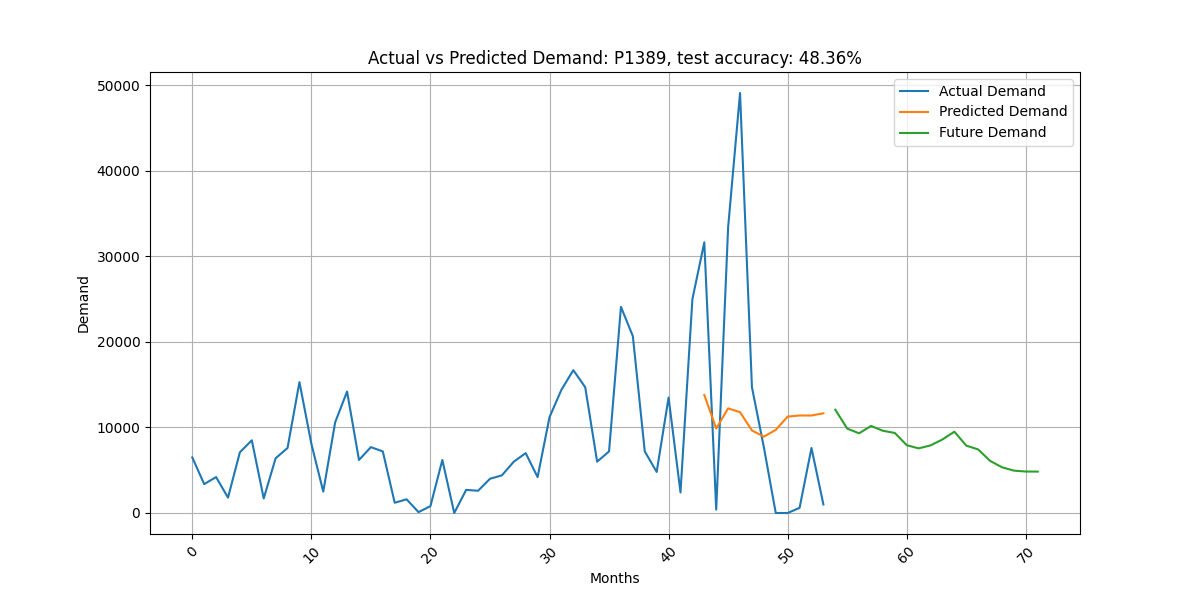 Actual vs Predicted Demand: P1389, test accuracy: 48.36%
Actual Demand
Predicted Demand
Future Demand
Demand
50000
40000
30000
20000
10000
0
0
10
20
30
40
50
60
70
Months